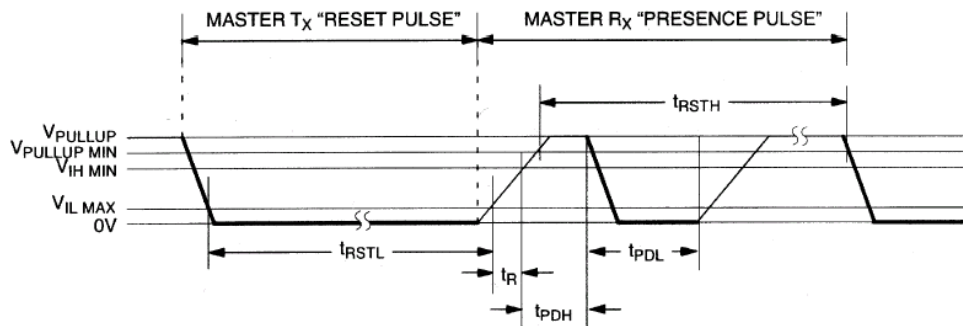 MASTER TX “RESET PULSE” MASTER RX “PRESENCE PULSE”
tRSTH
VPULLUP
VPULLUP MIN
VIH MIN
VIL MAX
0V
tRSTL
tPDL
tR
tPDH